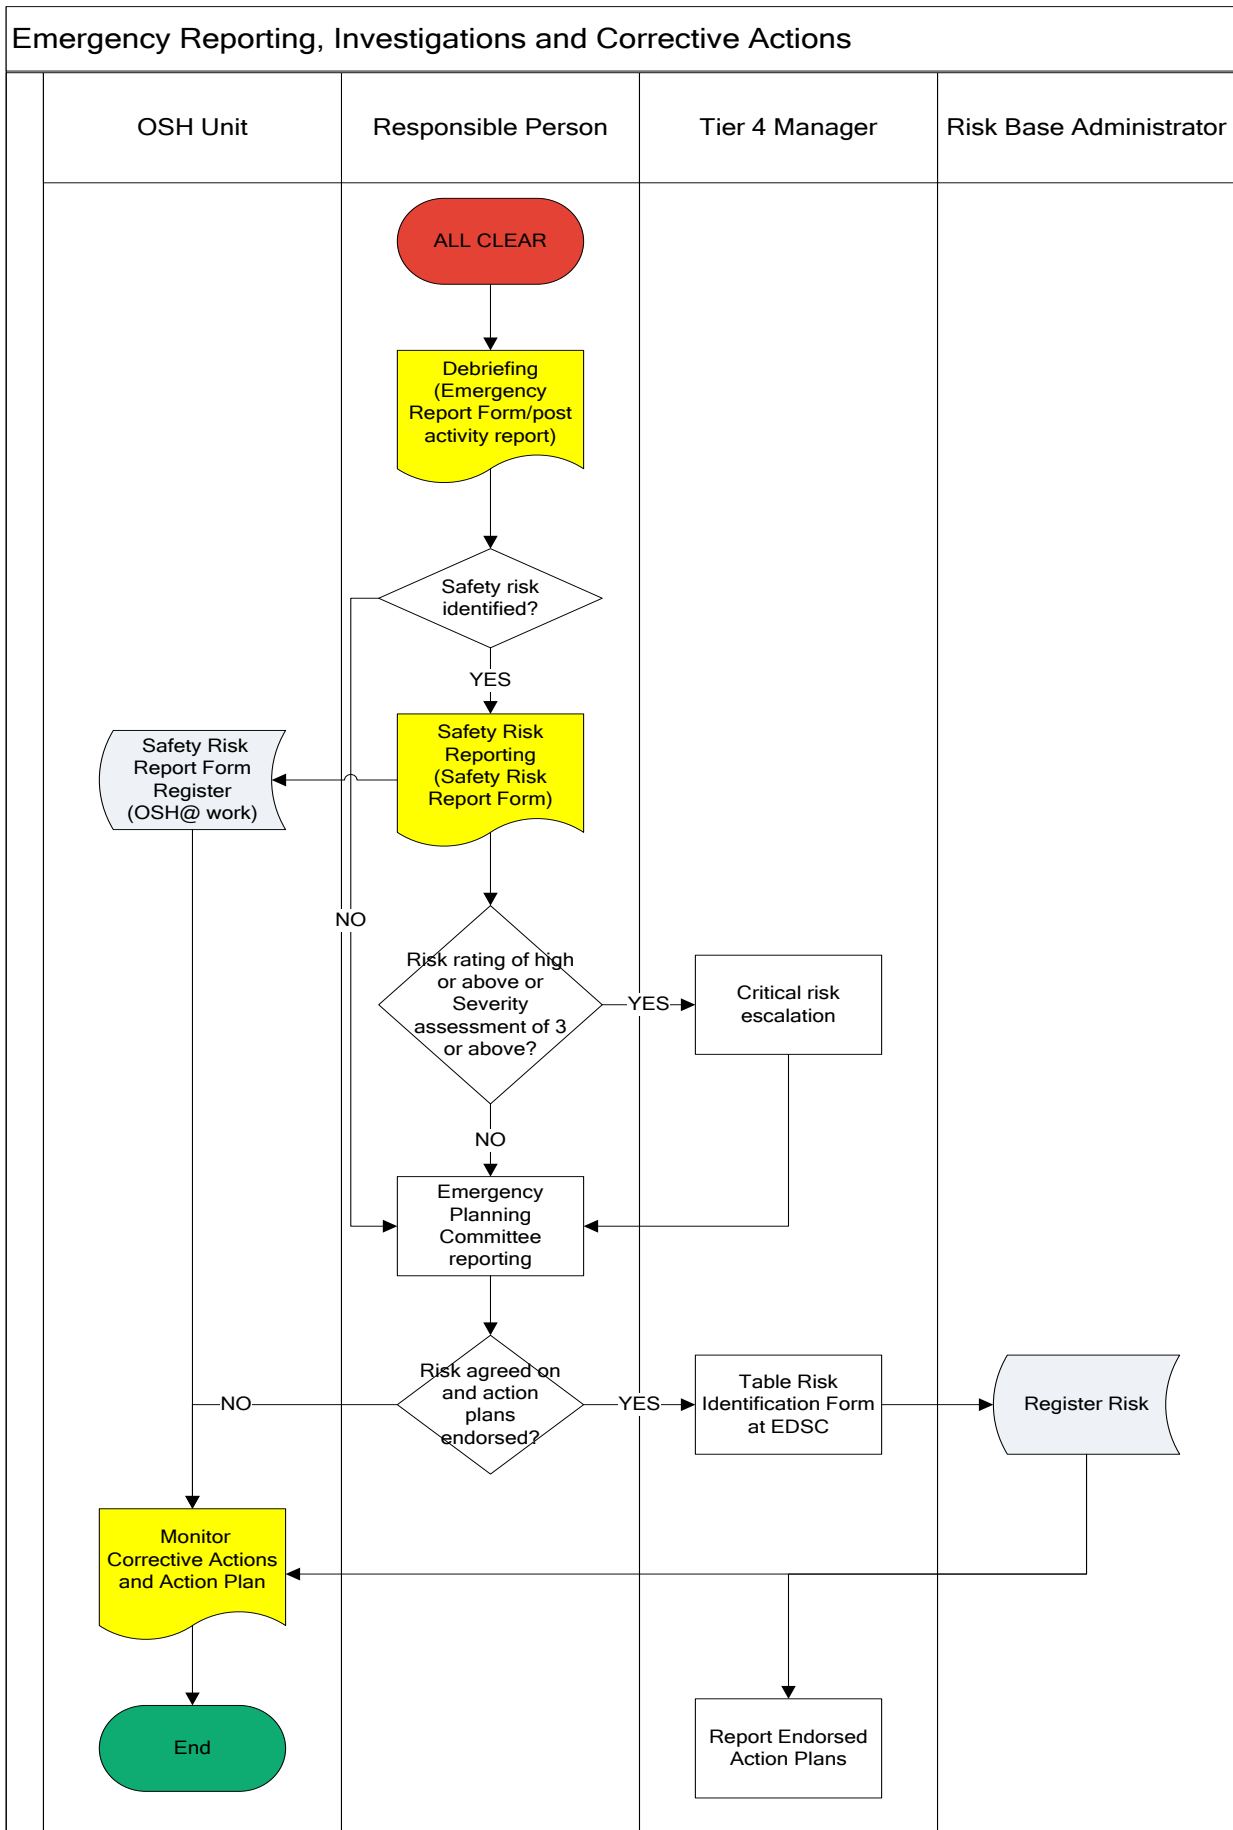 Emergency Reporting, Investigations and Corrective Actions
OSH Unit
Responsible Person
Tier 4 Manager
Risk Base Administrator
ALL CLEAR
Debriefing
(Emergency
Report Form/post
activity report)
Safety risk
identified?
YES
Safety Risk
Report Form
Register
(OSH@ work)
Safety Risk
Reporting
(Safety Risk
Report Form)
NO
Risk rating of high
or above or
Severity
assessment of 3
or above?
YES
Critical risk
escalation
NO
Emergency
Planning
Committee
reporting
NO
Risk agreed on
and action
plans
endorsed?
YES
Table Risk
Identification Form
at EDSC
Register Risk
Monitor
Corrective Actions
and Action Plan
End
Report Endorsed
Action Plans